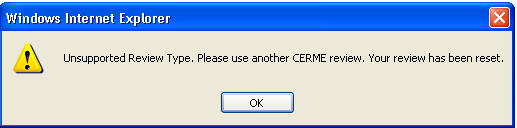 Windows Internet Explorer
Unsupported Review Type. Please use another CERME review. Your review has been reset.
OK